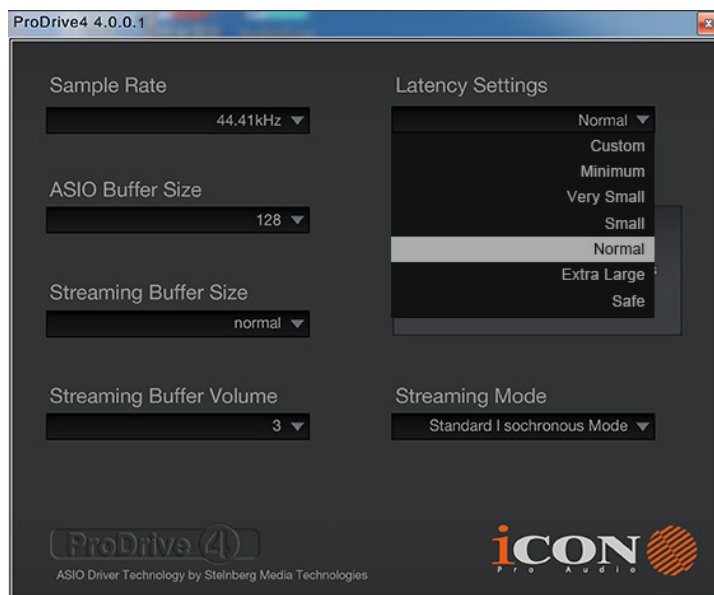 ProDrive4 4.0.0.1
x
Sample Rate
44.41kHz
ASIO Buffer Size
128
Streaming Buffer Size
normal
Streaming Buffer Volume
3
Latency Settings
Normal
Custom
Minimum
Very Small
Small
Normal
Extra Large
Safe
Streaming Mode
Standard I sochronous Mode
ProDrive 4
ASIO Driver Technology by Stelnberg Media Technologies
iCON
Pro Audio